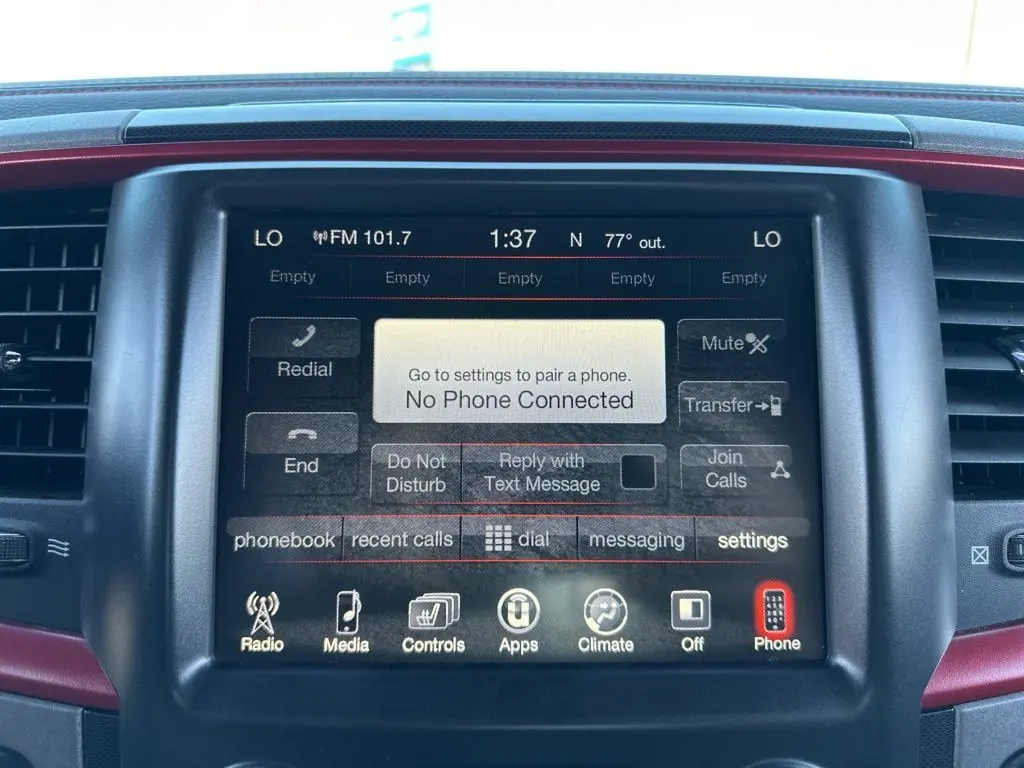 LO FM 101.7 1:37 N 77° out. LO
Empty Empty Empty Empty Empty
Redial
Go to settings to pair a phone.
No Phone Connected
Mute
Transfer
End
Do Not
Disturb
Reply with
Text Message
Join
Calls
phonebook recent calls dial messaging settings
Radio Media Controls Apps Climate Off Phone